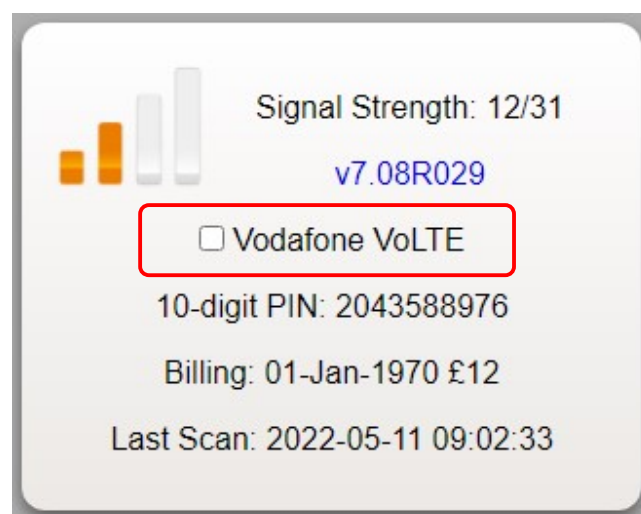 Signal Strength: 12/31
v7.08R029
Vodafone VoLTE
10-digit PIN: 2043588976
Billing: 01-Jan-1970 £12
Last Scan: 2022-05-11 09:02:33